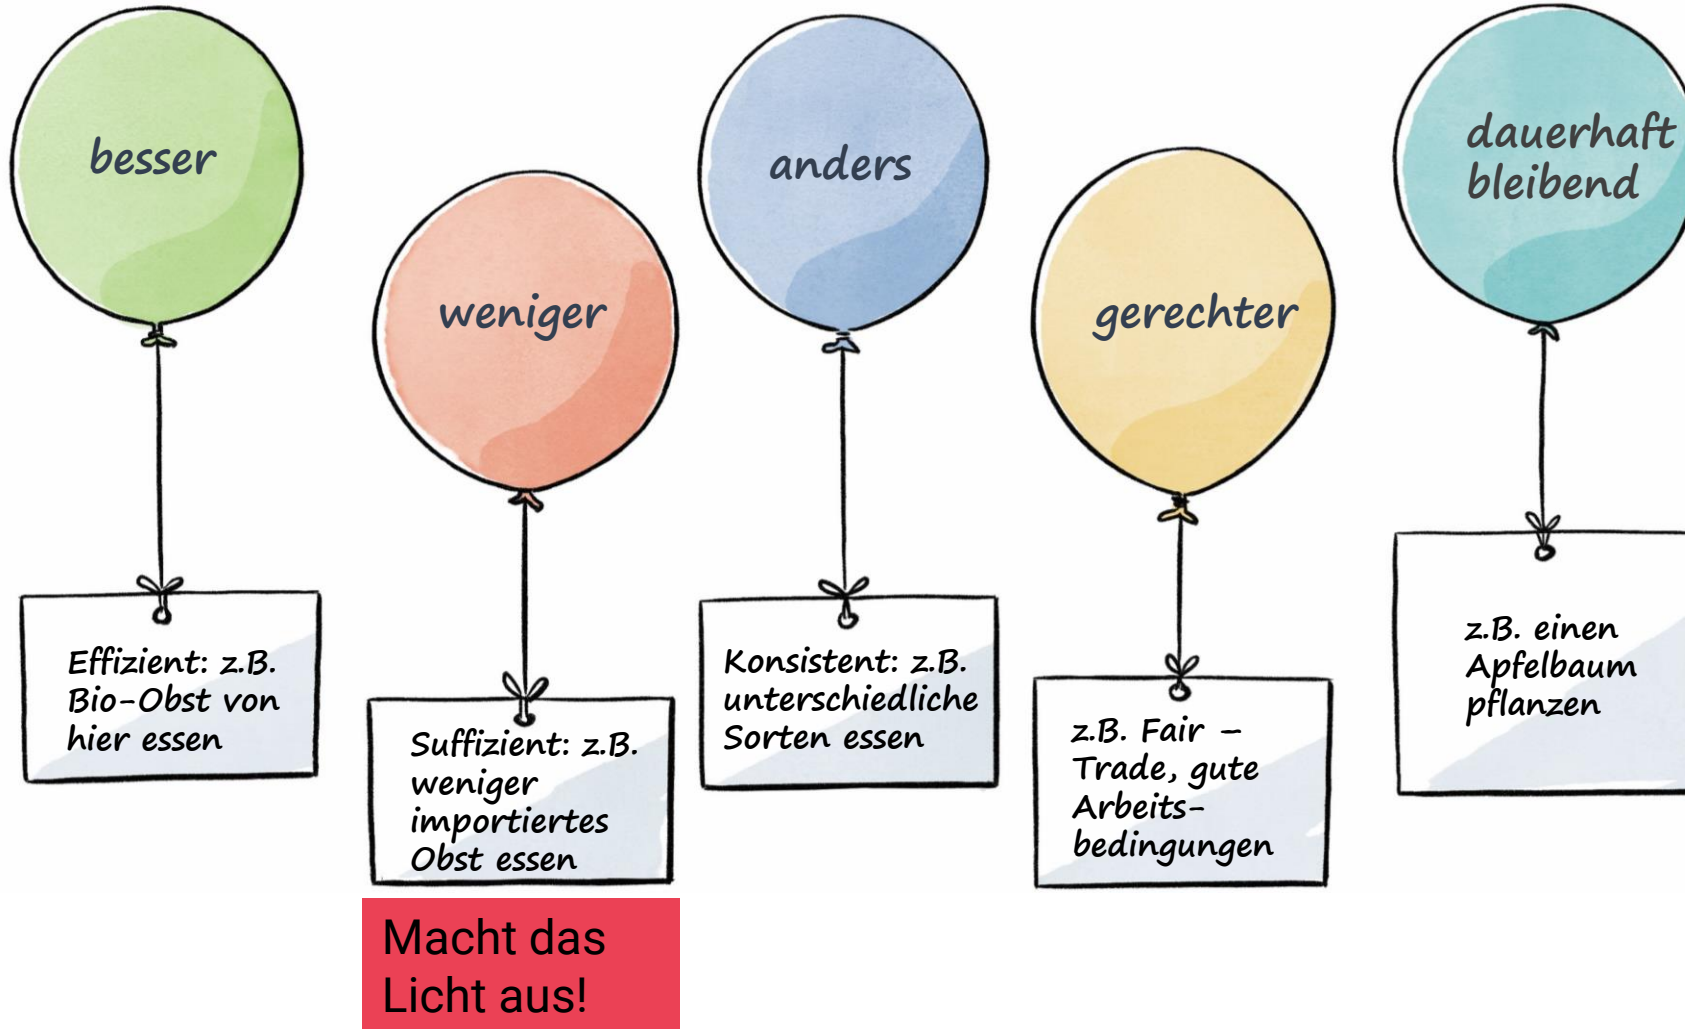 besser
Effizient: z.B.
Bio-Obst von
hier essen
weniger
Suffizient: z.B.
weniger
importiertes
Obst essen
Macht das
Licht aus!
anders
Konsistent: z.B.
unterschiedliche
Sorten essen
gerechter
z.B. Fair –
Trade, gute
Arbeits-
bedingungen
dauerhaft
bleibend
z.B. einen
Apfelbaum
pflanzen